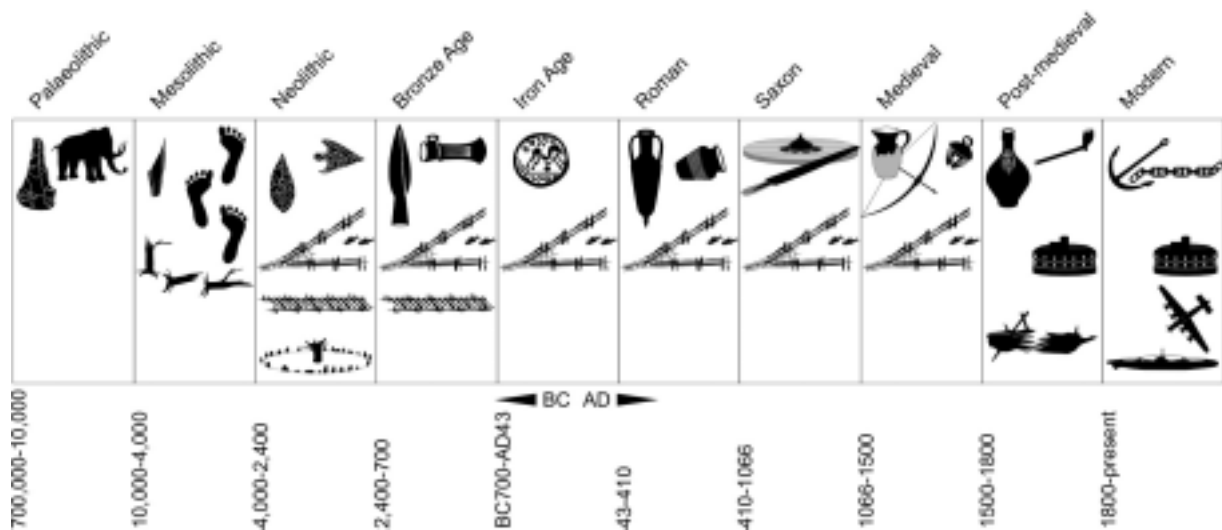 Palaeolithic
Mesolithic
Neolithic
Bronze Age
Iron Age
Roman
Saxon
Medieval
Post-medieval
Modern
BC AD
700,000-10,000
10,000-4,000
4,000-2,400
2,400-700
BC700-AD43
43-410
410-1066
1066-1500
1500-1800
1800-present